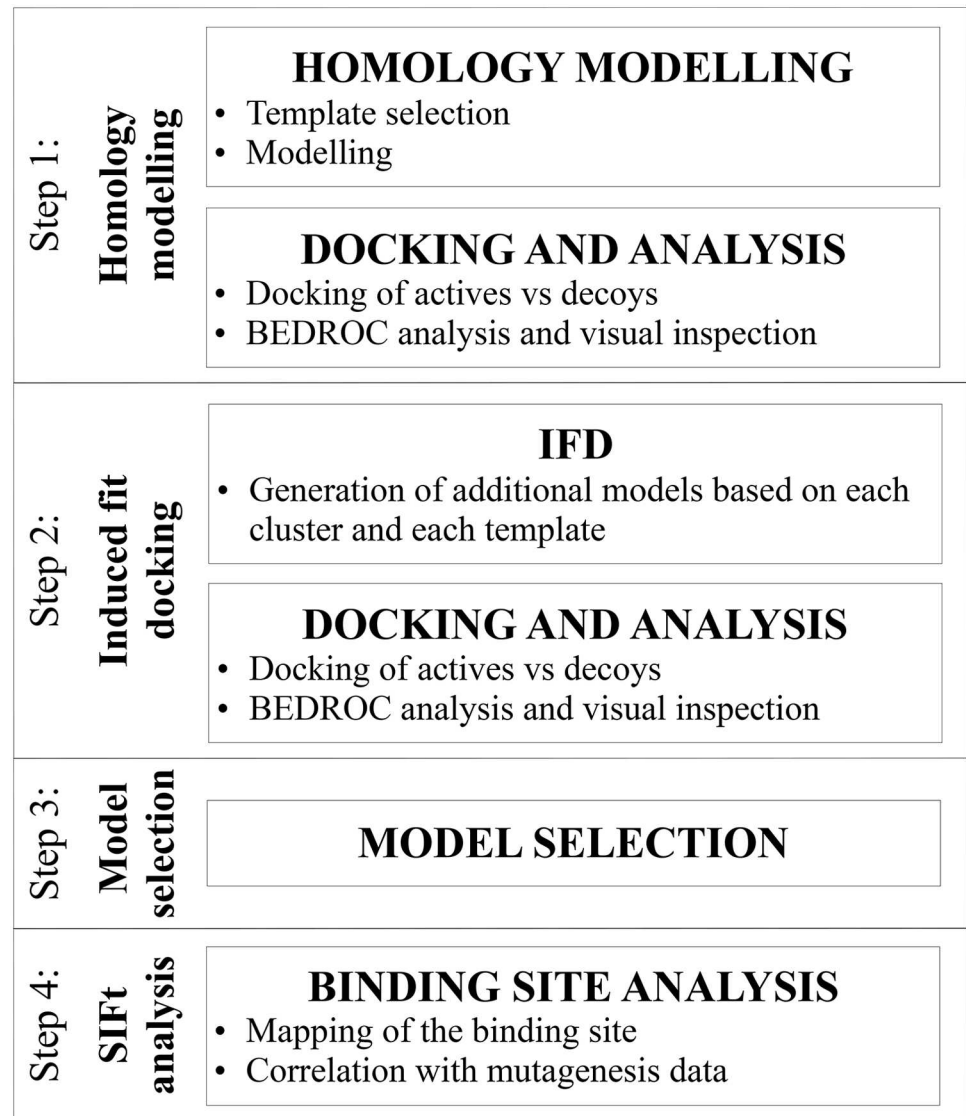 Step 1:
Homology
modelling
HOMOLOGY MODELLING
• Template selection
• Modelling
DOCKING AND ANALYSIS
• Docking of actives vs decoys
• BEDROC analysis and visual inspection
Step 2:
Induced fit
docking
IFD
• Generation of additional models based on each
cluster and each template
DOCKING AND ANALYSIS
• Docking of actives vs decoys
• BEDROC analysis and visual inspection
Step 3:
Model
selection
MODEL SELECTION
Step 4:
SIFt
analysis
BINDING SITE ANALYSIS
• Mapping of the binding site
• Correlation with mutagenesis data